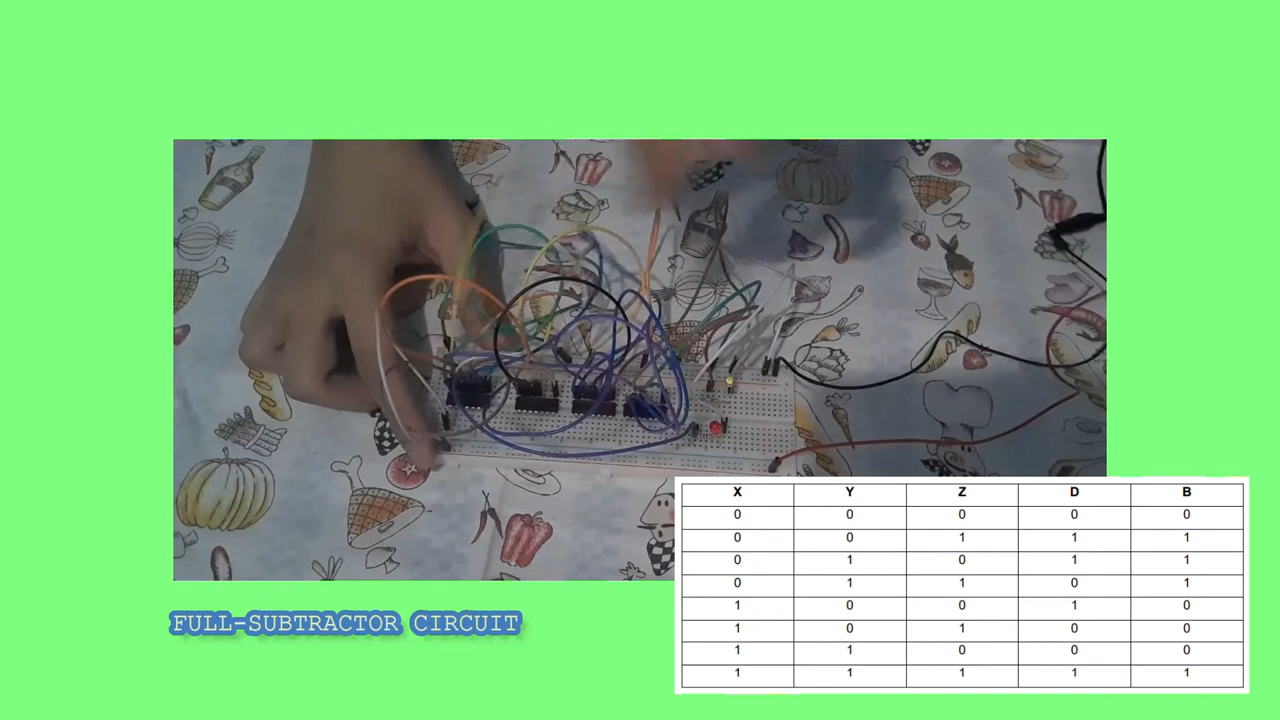 X Y Z D B
0 0 0 0 0
0 0 1 1 1
0 1 0 1 1
0 1 1 0 1
1 0 0 1 0
1 0 1 0 0
1 1 0 0 0
1 1 1 1 1
FULL-SUBTRACTOR CIRCUIT